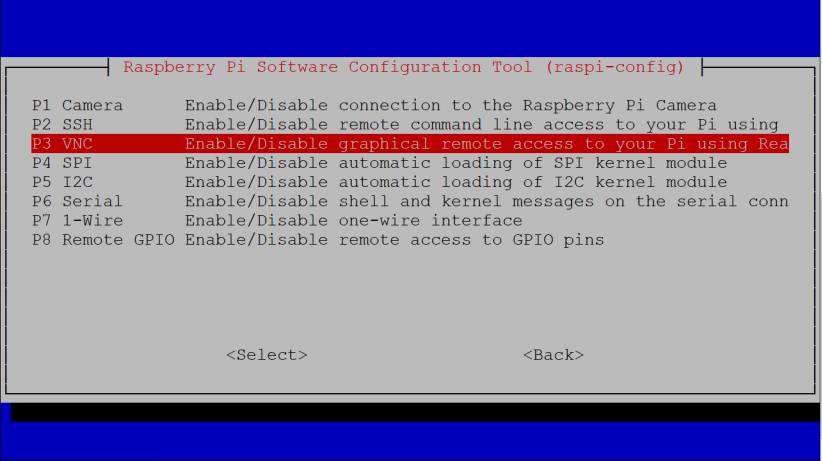 Raspberry Pi Software Configuration Tool (raspi-config)
P1 Camera Enable/Disable connection to the Raspberry Pi Camera
P2 SSH Enable/Disable remote command line access to your Pi using
P3 VNC Enable/Disable graphical remote access to your Pi using Rea
P4 SPI Enable/Disable automatic loading of SPI kernel module
P5 I2C Enable/Disable automatic loading of I2C kernel module
P6 Serial Enable/Disable shell and kernel messages on the serial conn
P7 1-Wire Enable/Disable one-wire interface
P8 Remote GPIO Enable/Disable remote access to GPIO pins
<Select> <Back>